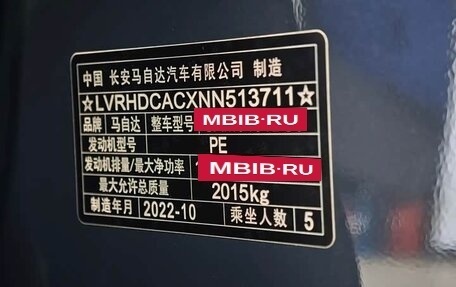 中国 长安马自达汽车有限公司 制造
☆LVRHDCACXNN513711☆
品牌 马自达 整车型号 MBIB.RU
发动机型号 PE
发动机排量/最大净功率 MBIB.RU
最大允许总质量 2015kg
制造年月 2022-10 乘坐人数 5